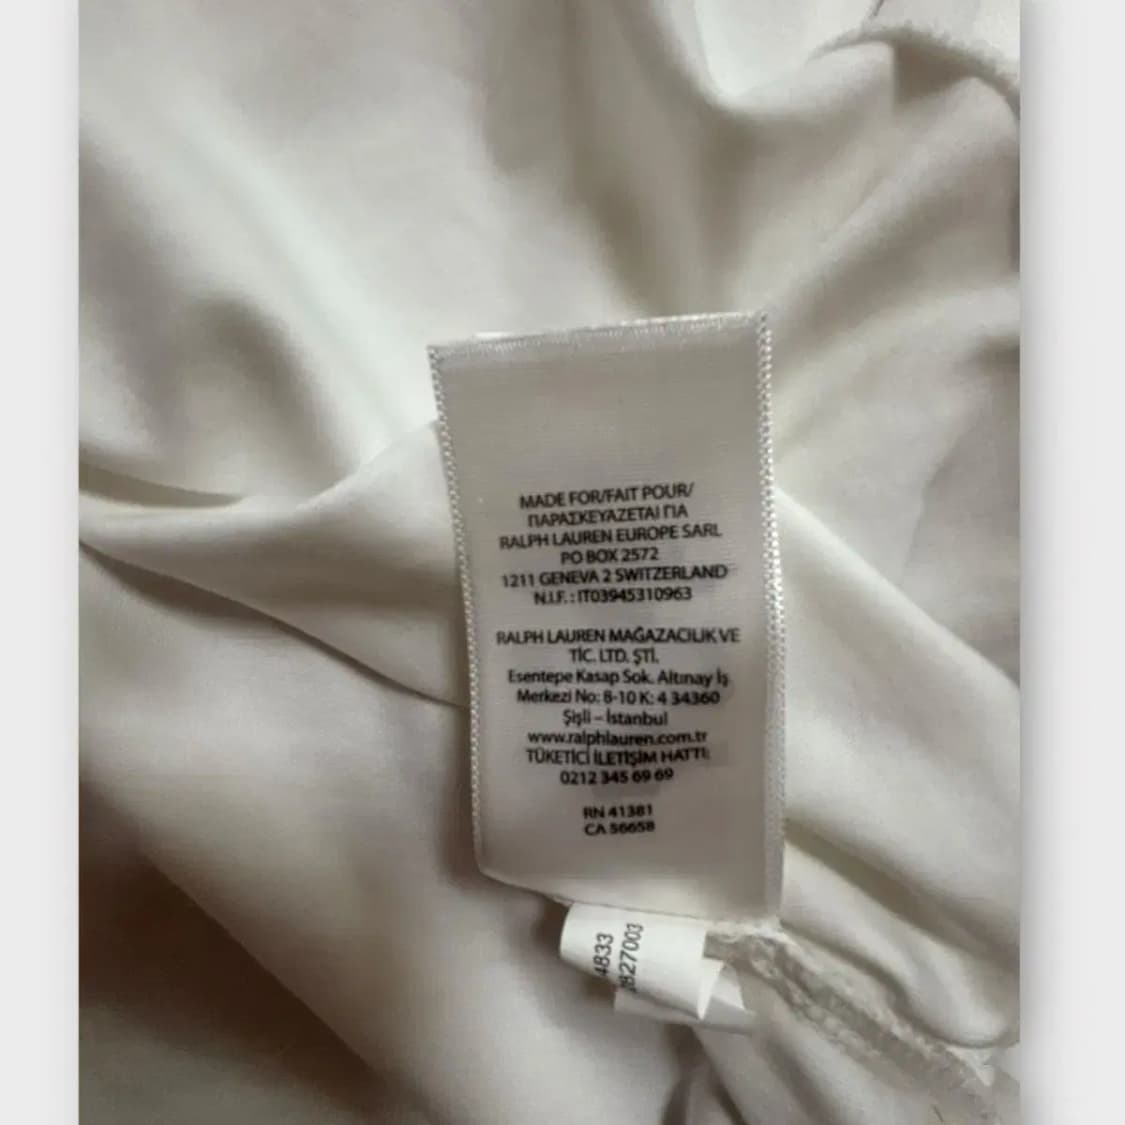 MADE FOR/FAIT POUR/
ΠΑΡΑΣΚΕΥΑΖΕΤΑΙ ΓΙΑ
RALPH LAUREN EUROPE SARL
PO BOX 2572
1211 GENEVA 2 SWITZERLAND
N.I.F. : IT03945310963
RALPH LAUREN MAĞAZACILIK VE
TİC. LTD. ŞTİ.
Esentepe Kasap Sok. Altınay İş
Merkezi No: 8-10 K: 4 34360
Şişli – İstanbul
www.ralphlauren.com.tr
TÜKETİCİ İLETİŞİM HATTI:
0212 345 69 69
RN 41381
CA 56658
4833